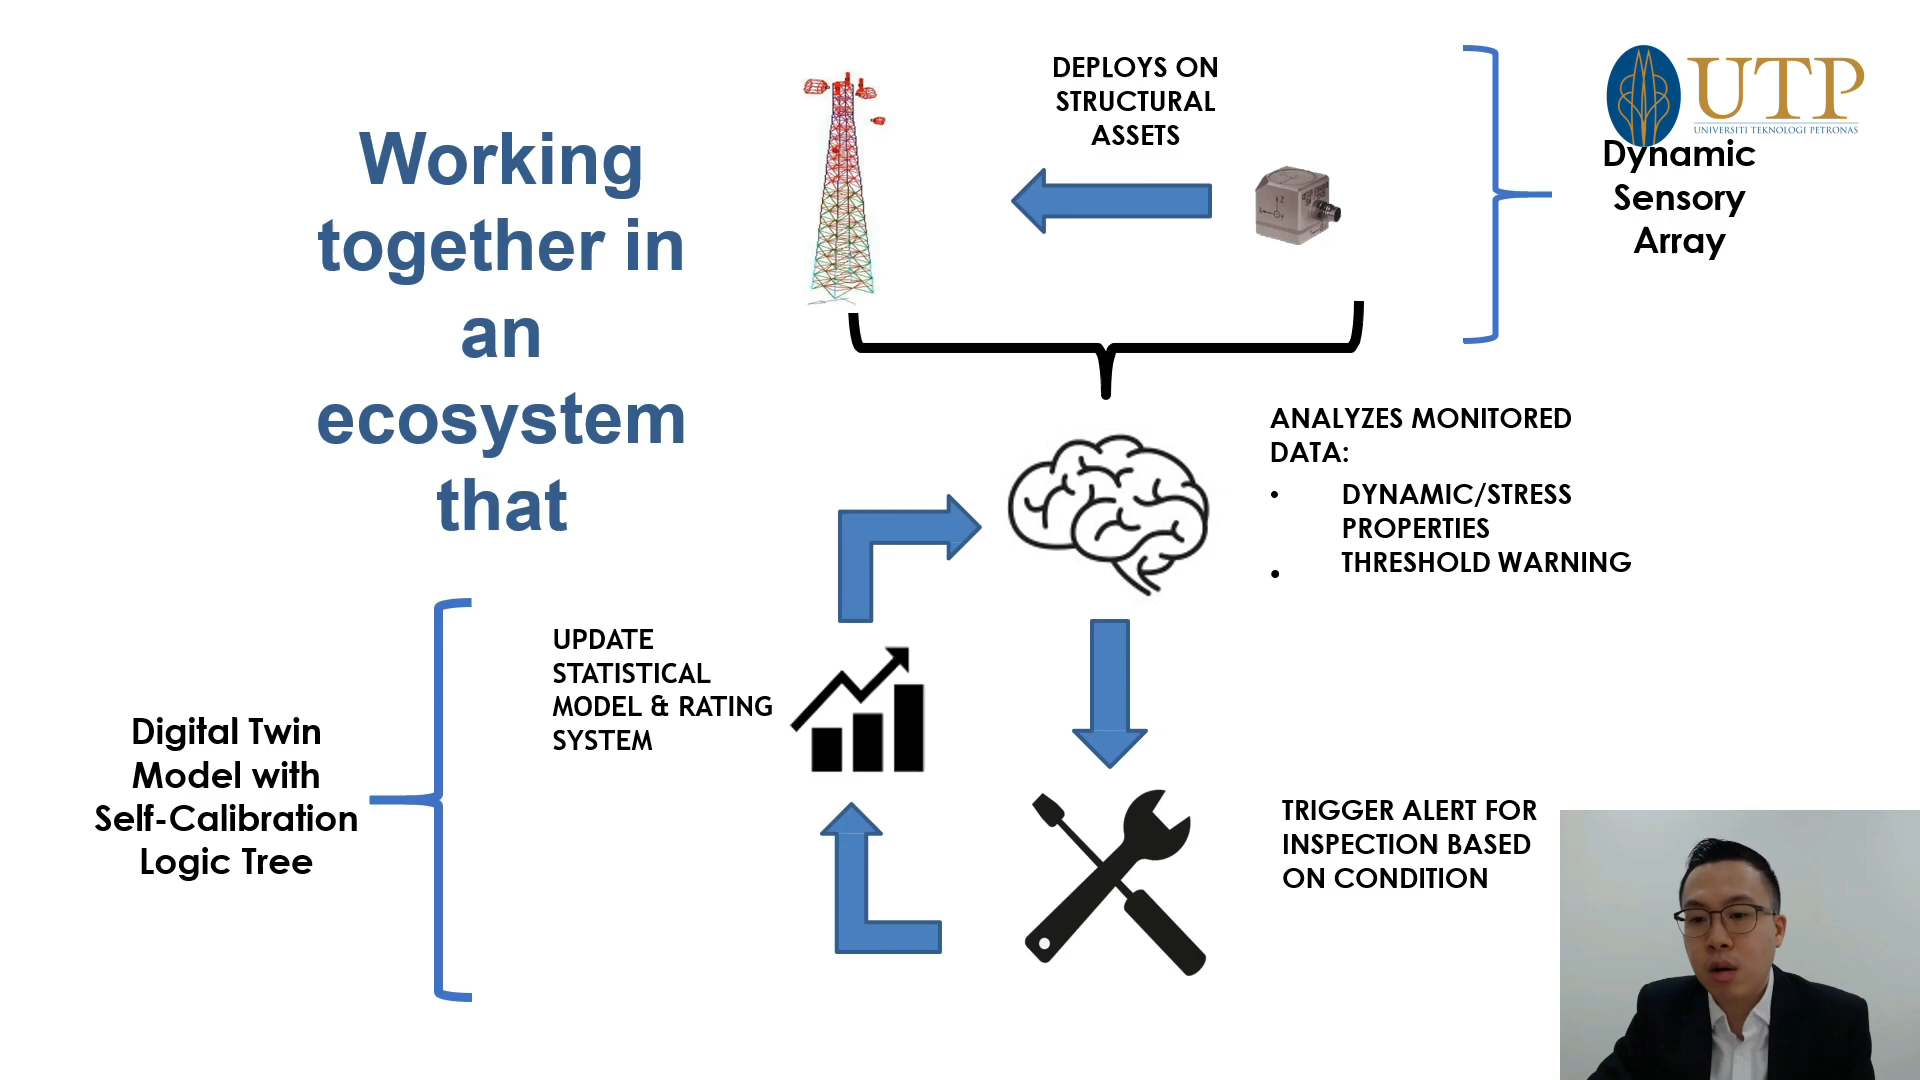 Working
together in
an
ecosystem
that
DEPLOYS ON
STRUCTURAL
ASSETS
UTP
UNIVERSITI TEKNOLOGI PETRONAS
Dynamic
Sensory
Array
ANALYZES MONITORED
DATA:
• DYNAMIC/STRESS
PROPERTIES
• THRESHOLD WARNING
UPDATE
STATISTICAL
MODEL & RATING
SYSTEM
Digital Twin
Model with
Self-Calibration
Logic Tree
TRIGGER ALERT FOR
INSPECTION BASED
ON CONDITION